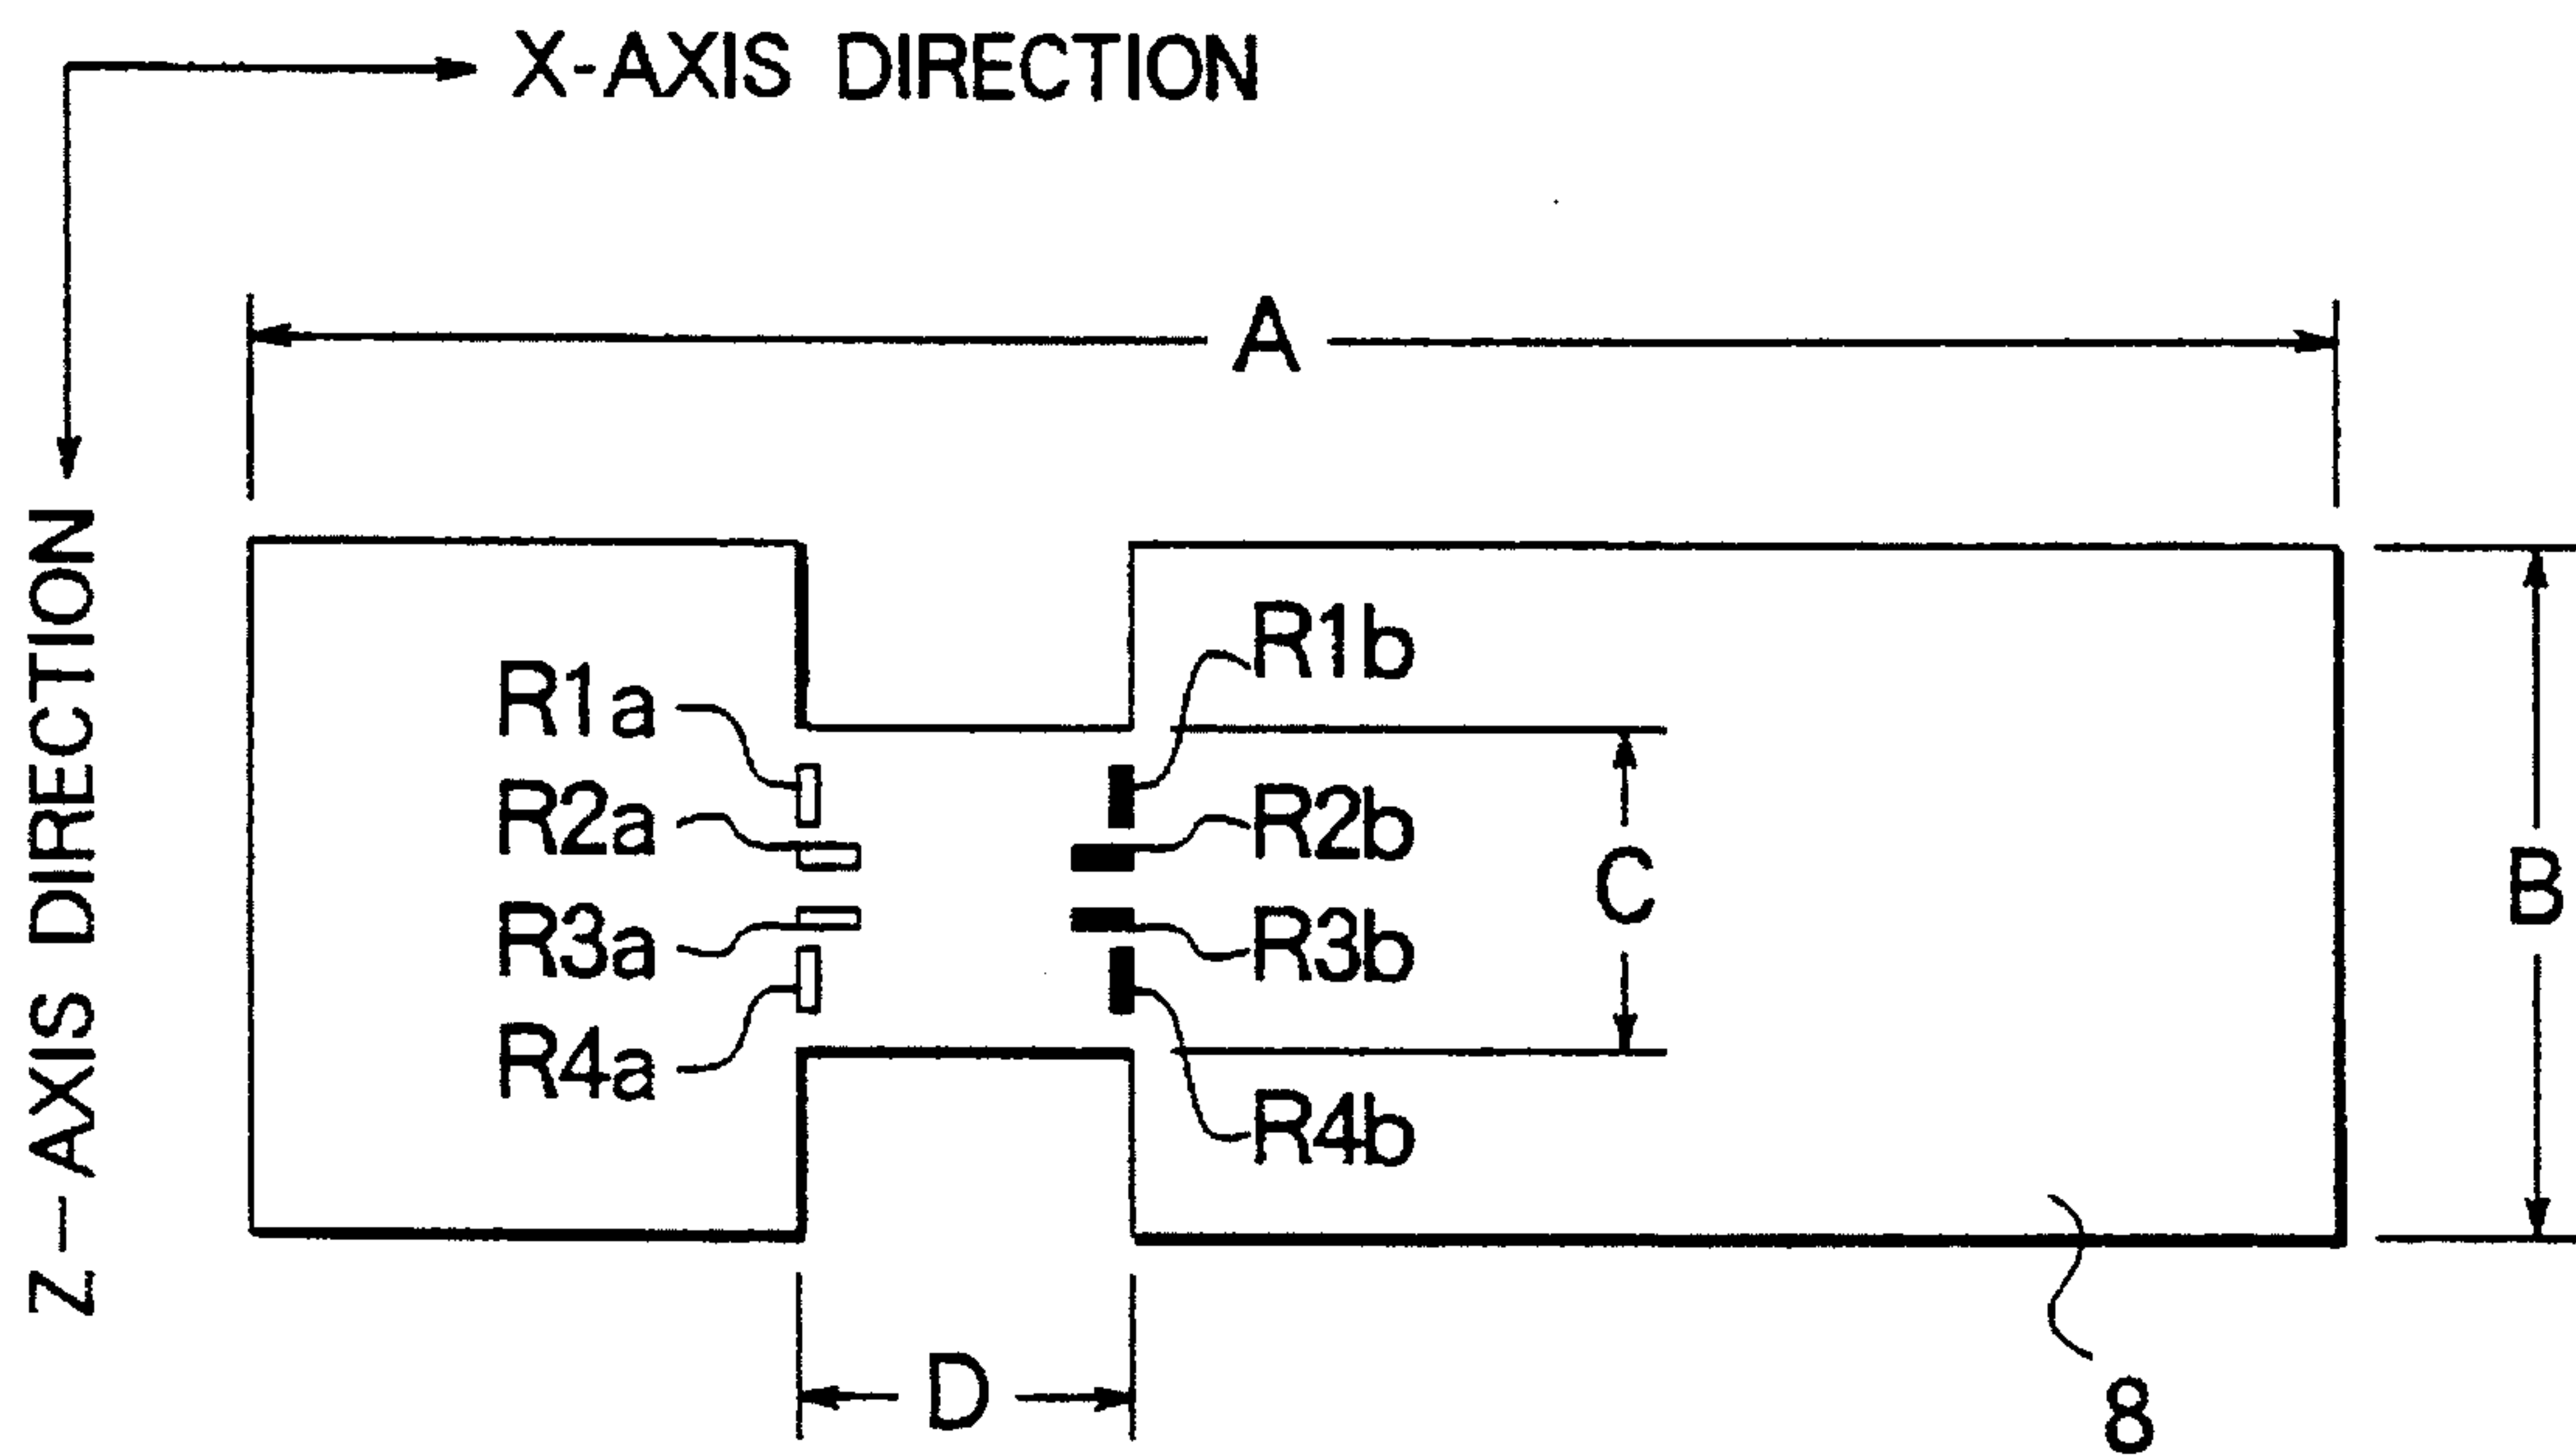 X-AXIS DIRECTION
Z-AXIS DIRECTION
A
R1a
R1b
R2a
R2b
R3a
R3b
R4a
R4b
C
B
D
8